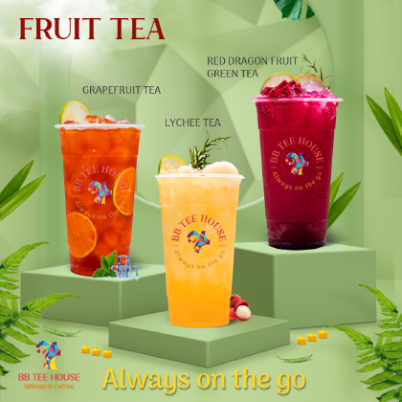 FRUIT TEA
RED DRAGON FRUIT
GREEN TEA
GRAPEFRUIT TEA
LYCHEE TEA
BB TEE HOUSE
Always on the go
BB TEE HOUSE
Always on the go
BB TEE HOUSE
Always on the go
BB TEE HOUSE
Always on the go